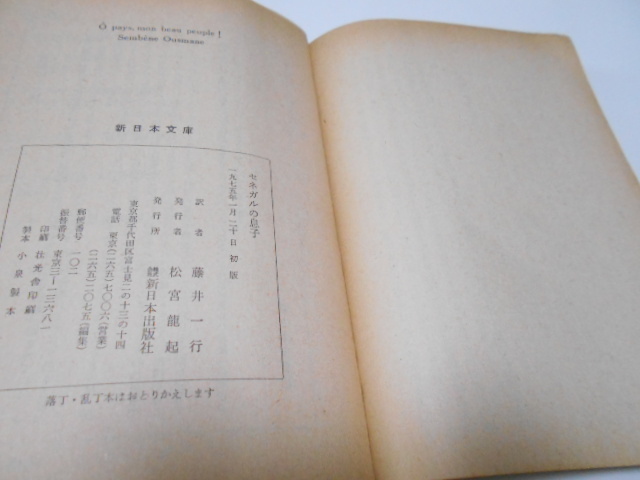 Ô pays, mon beau peuple!
Sembène Ousmane
新日本文庫
セネガルの息子
一九七五年一月二十日 初版
訳者 藤井一行
発行者 松宮龍起
発行所 株式会社新日本出版社
東京都千代田区富士見二の十三の十四
電話 東京(二六五)七〇〇六(営業)
(二六五)二〇七五(編集)
郵便番号 一〇二
振替番号 東京三―一三六八一
印刷 壮光舎印刷
製本 小泉製本
落丁・乱丁本はおとりかえします